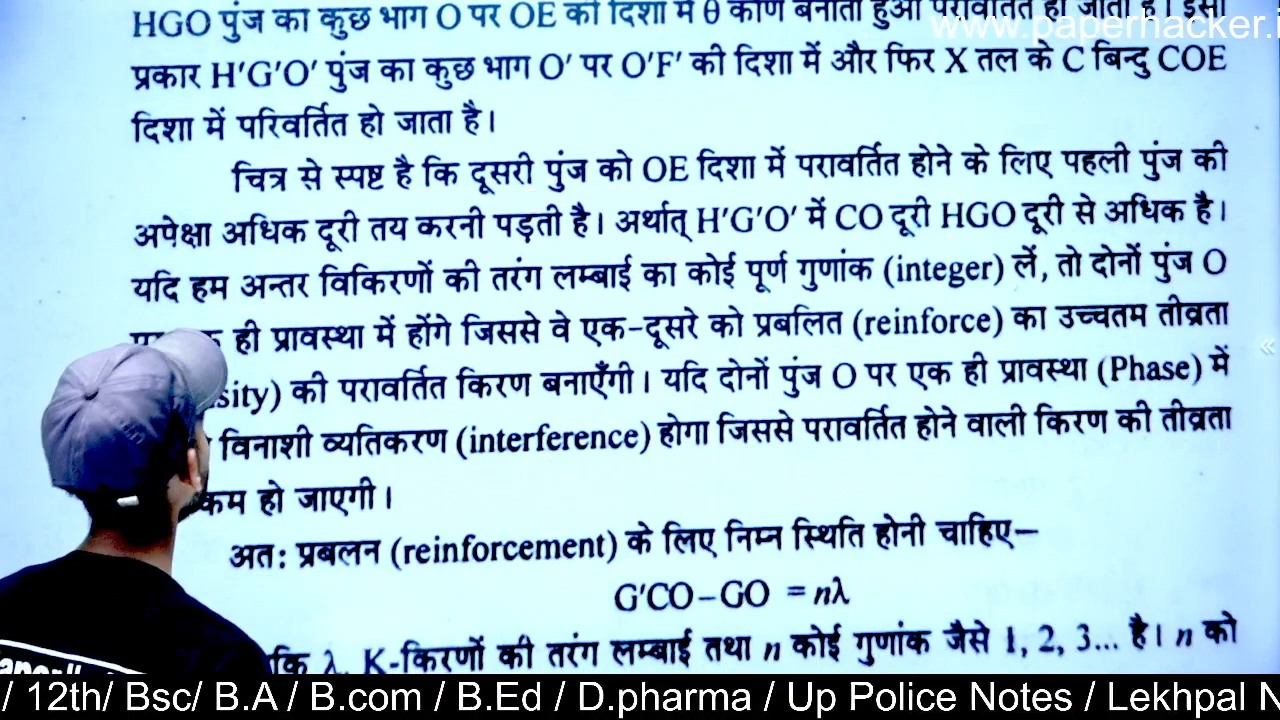 HGO पुंज का कुछ भाग O पर OE की दिशा में θ कोण बनाता हुआ परावर्तित हो जाता है। इसी
www.paperhacker.i
प्रकार H′G′O′ पुंज का कुछ भाग O′ पर O′F′ की दिशा में और फिर X तल के C बिन्दु COE
दिशा में परिवर्तित हो जाता है।
चित्र से स्पष्ट है कि दूसरी पुंज को OE दिशा में परावर्तित होने के लिए पहली पुंज की
अपेक्षा अधिक दूरी तय करनी पड़ती है। अर्थात् H′G′O′ में CO दूरी HGO दूरी से अधिक है।
यदि हम अन्तर विकिरणों की तरंग लम्बाई का कोई पूर्ण गुणांक (integer) लें, तो दोनों पुंज O
ही प्रावस्था में होंगे जिससे वे एक-दूसरे को प्रबलित (reinforce) का उच्चतम तीव्रता
sity) की परावर्तित किरण बनाएँगी। यदि दोनों पुंज O पर एक ही प्रावस्था (Phase) में
विनाशी व्यतिकरण (interference) होगा जिससे परावर्तित होने वाली किरण की तीव्रता
कम हो जाएगी।
अत: प्रबलन (reinforcement) के लिए निम्न स्थिति होनी चाहिए—
G′CO – GO = nλ
कि λ, K-किरणों की तरंग लम्बाई तथा n कोई गुणांक जैसे 1, 2, 3... है। n को
/ 12th/ Bsc/ B.A / B.com / B.Ed / D.pharma / Up Police Notes / Lekhpal N